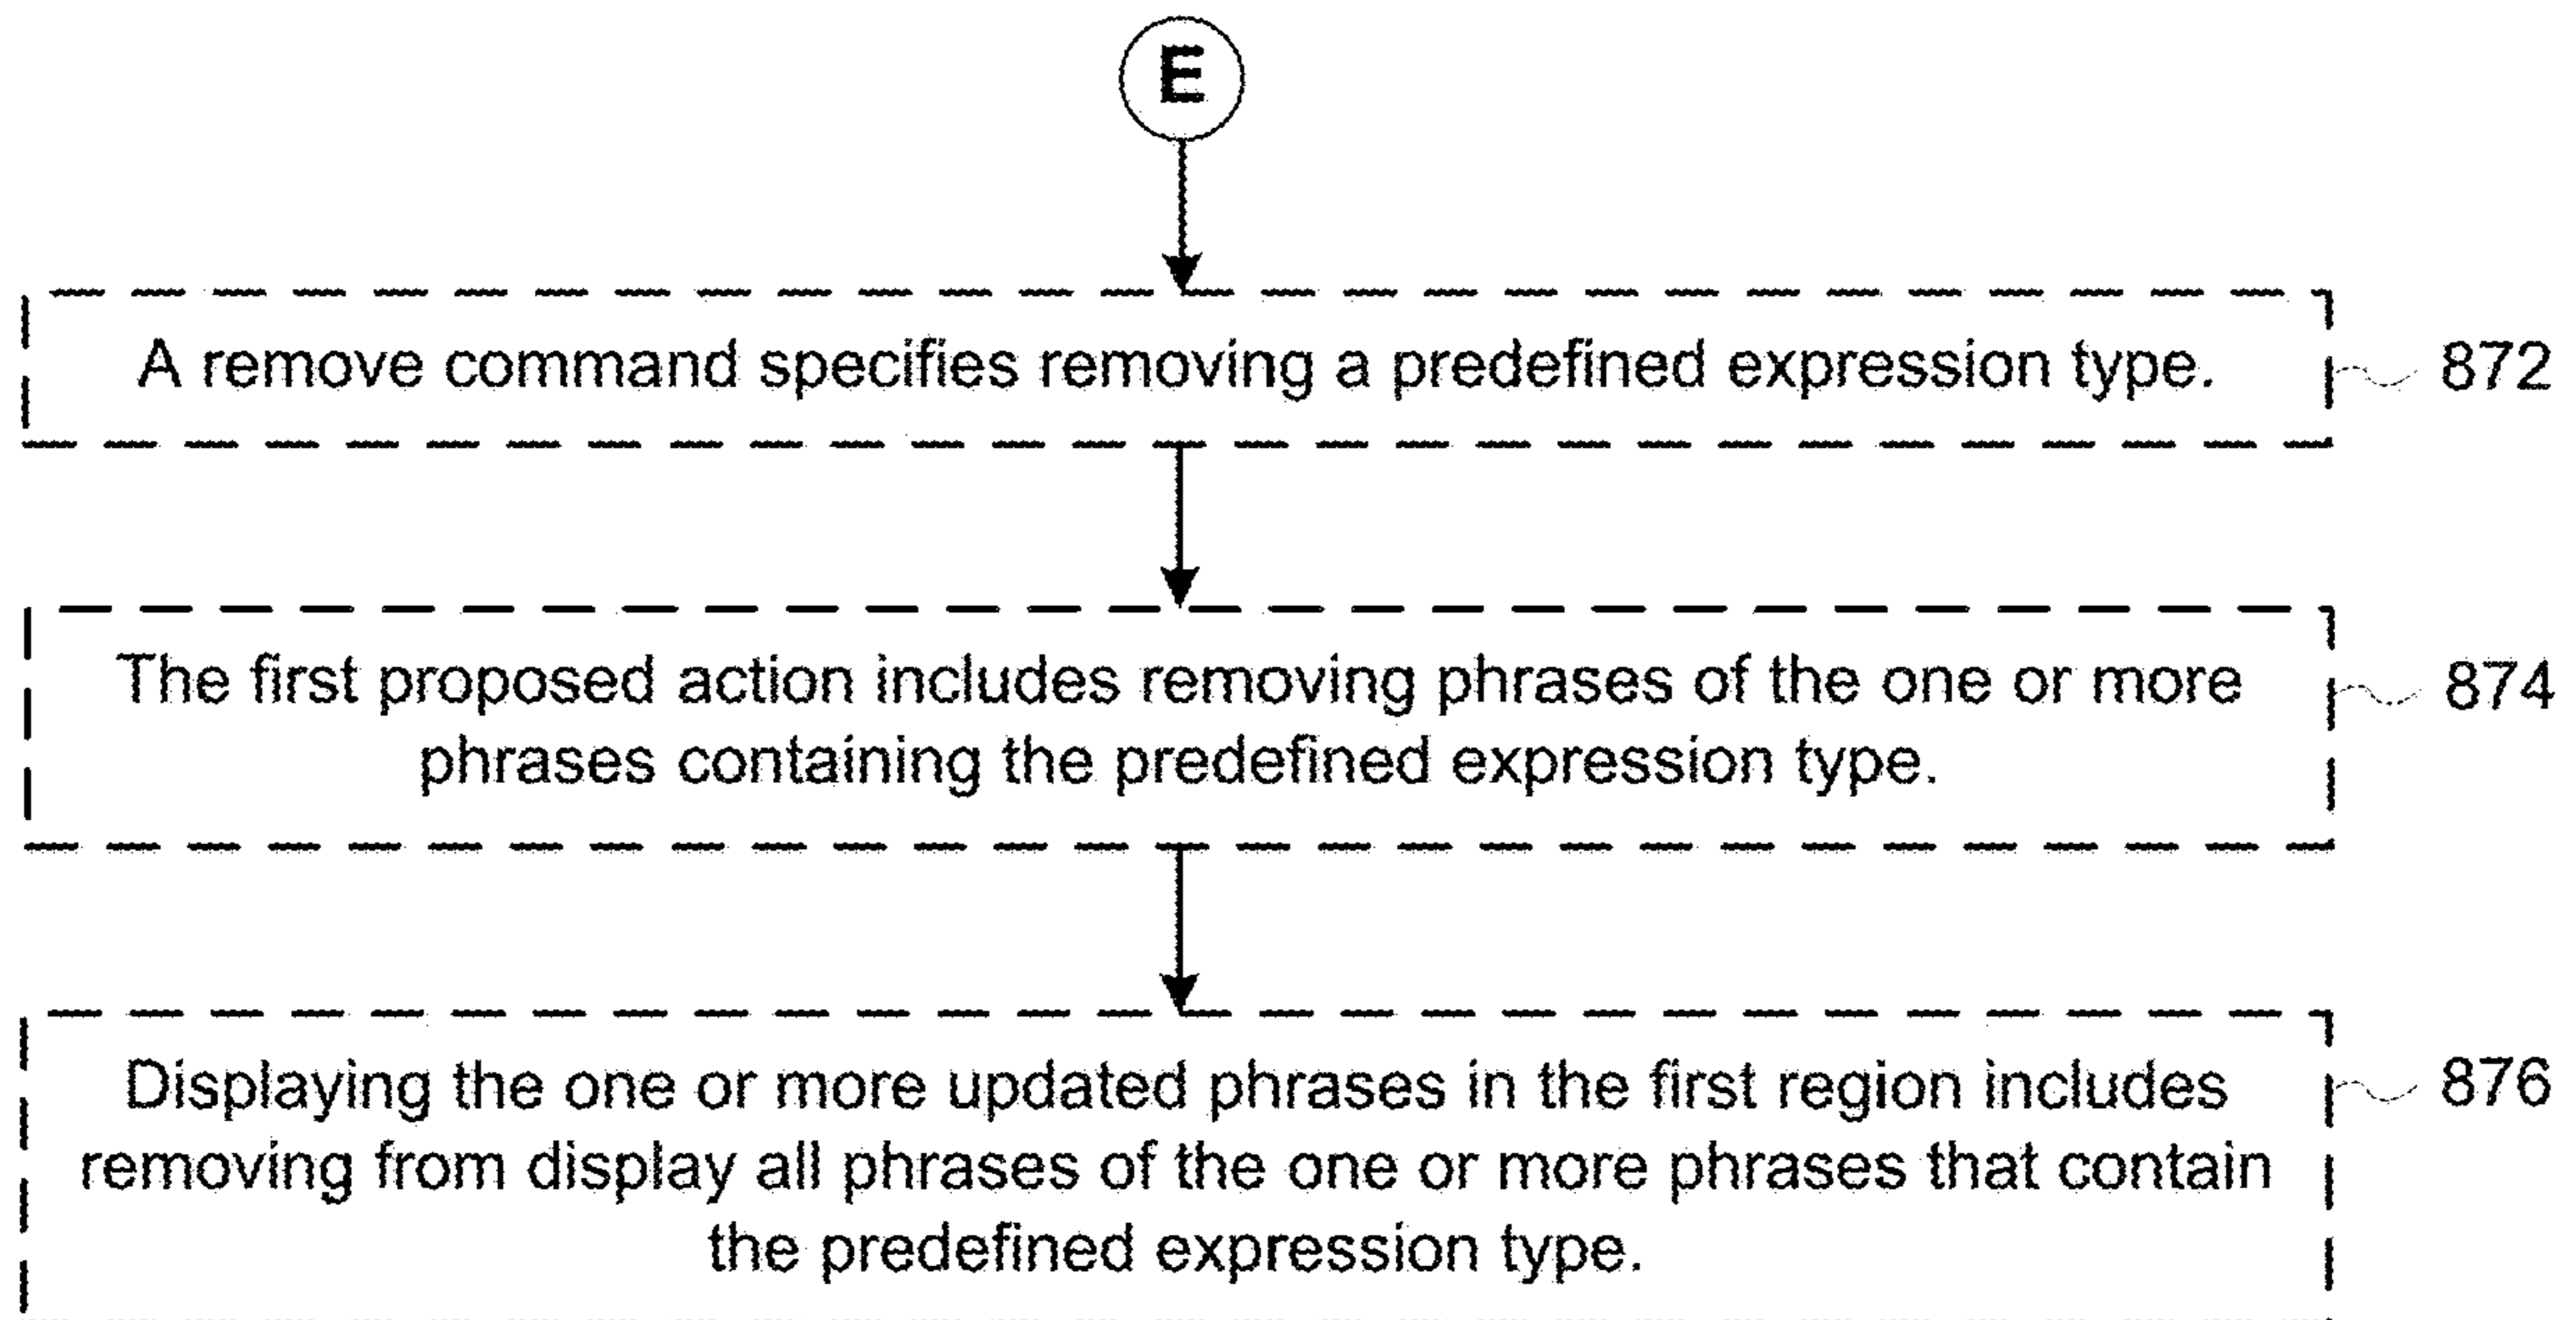 E
A remove command specifies removing a predefined expression type.
872
The first proposed action includes removing phrases of the one or more
874
phrases containing the predefined expression type.
Displaying the one or more updated phrases in the first region includes
876
removing from display all phrases of the one or more phrases that contain
the predefined expression type.